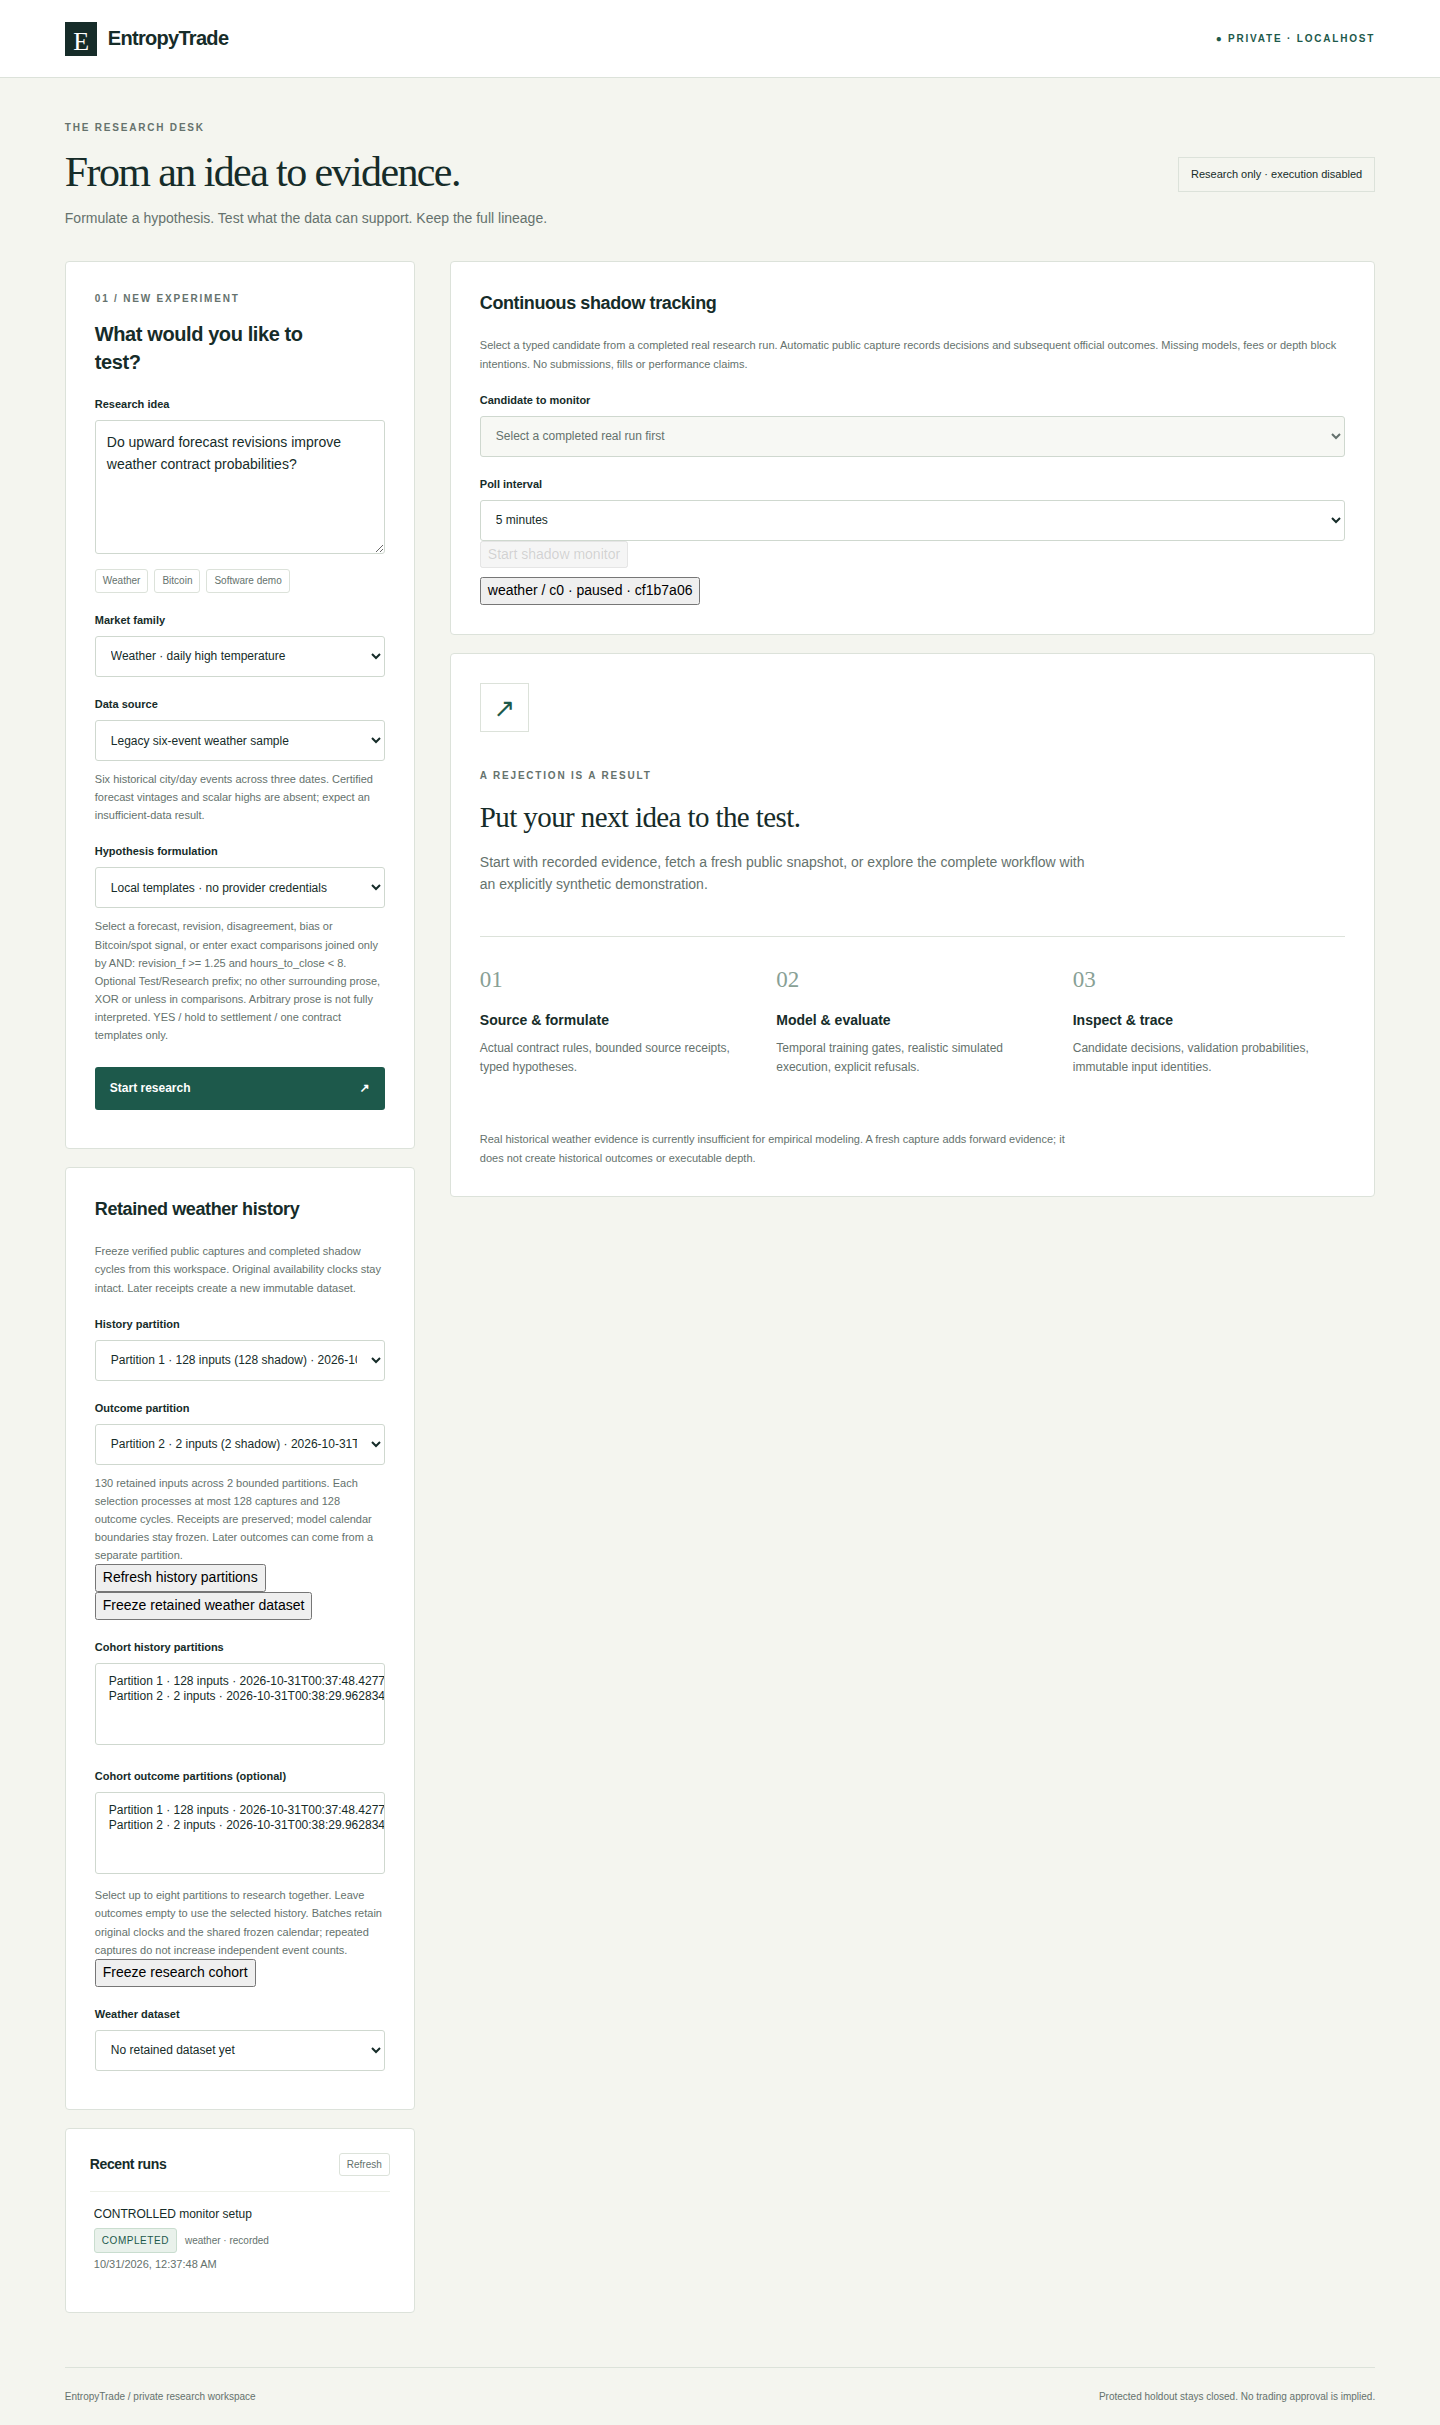 E EntropyTrade
● PRIVATE · LOCALHOST
THE RESEARCH DESK
From an idea to evidence.
Research only · execution disabled
Formulate a hypothesis. Test what the data can support. Keep the full lineage.
01 / NEW EXPERIMENT
What would you like to
test?
Research idea
Do upward forecast revisions improve
weather contract probabilities?
Weather Bitcoin Software demo
Market family
Weather · daily high temperature
Data source
Legacy six-event weather sample
Six historical city/day events across three dates. Certified
forecast vintages and scalar highs are absent; expect an
insufficient-data result.
Hypothesis formulation
Local templates · no provider credentials
Select a forecast, revision, disagreement, bias or
Bitcoin/spot signal, or enter exact comparisons joined only
by AND: revision_f >= 1.25 and hours_to_close < 8.
Optional Test/Research prefix; no other surrounding prose,
XOR or unless in comparisons. Arbitrary prose is not fully
interpreted. YES / hold to settlement / one contract
templates only.
Start research ↗
Retained weather history
Freeze verified public captures and completed shadow
cycles from this workspace. Original availability clocks stay
intact. Later receipts create a new immutable dataset.
History partition
Partition 1 · 128 inputs (128 shadow) · 2026-10
Outcome partition
Partition 2 · 2 inputs (2 shadow) · 2026-10-31T
130 retained inputs across 2 bounded partitions. Each
selection processes at most 128 captures and 128
outcome cycles. Receipts are preserved; model calendar
boundaries stay frozen. Later outcomes can come from a
separate partition.
Refresh history partitions
Freeze retained weather dataset
Cohort history partitions
Partition 1 · 128 inputs · 2026-10-31T00:37:48.4277
Partition 2 · 2 inputs · 2026-10-31T00:38:29.962834
Cohort outcome partitions (optional)
Partition 1 · 128 inputs · 2026-10-31T00:37:48.4277
Partition 2 · 2 inputs · 2026-10-31T00:38:29.962834
Select up to eight partitions to research together. Leave
outcomes empty to use the selected history. Batches retain
original clocks and the shared frozen calendar; repeated
captures do not increase independent event counts.
Freeze research cohort
Weather dataset
No retained dataset yet
Recent runs
Refresh
CONTROLLED monitor setup
COMPLETED weather · recorded
10/31/2026, 12:37:48 AM
Continuous shadow tracking
Select a typed candidate from a completed real research run. Automatic public capture records decisions and subsequent official outcomes. Missing models, fees or depth block
intentions. No submissions, fills or performance claims.
Candidate to monitor
Select a completed real run first
Poll interval
5 minutes
Start shadow monitor
weather / c0 · paused · cf1b7a06
↗
A REJECTION IS A RESULT
Put your next idea to the test.
Start with recorded evidence, fetch a fresh public snapshot, or explore the complete workflow with
an explicitly synthetic demonstration.
01
Source & formulate
Actual contract rules, bounded source receipts,
typed hypotheses.
02
Model & evaluate
Temporal training gates, realistic simulated
execution, explicit refusals.
03
Inspect & trace
Candidate decisions, validation probabilities,
immutable input identities.
Real historical weather evidence is currently insufficient for empirical modeling. A fresh capture adds forward evidence; it
does not create historical outcomes or executable depth.
EntropyTrade / private research workspace
Protected holdout stays closed. No trading approval is implied.